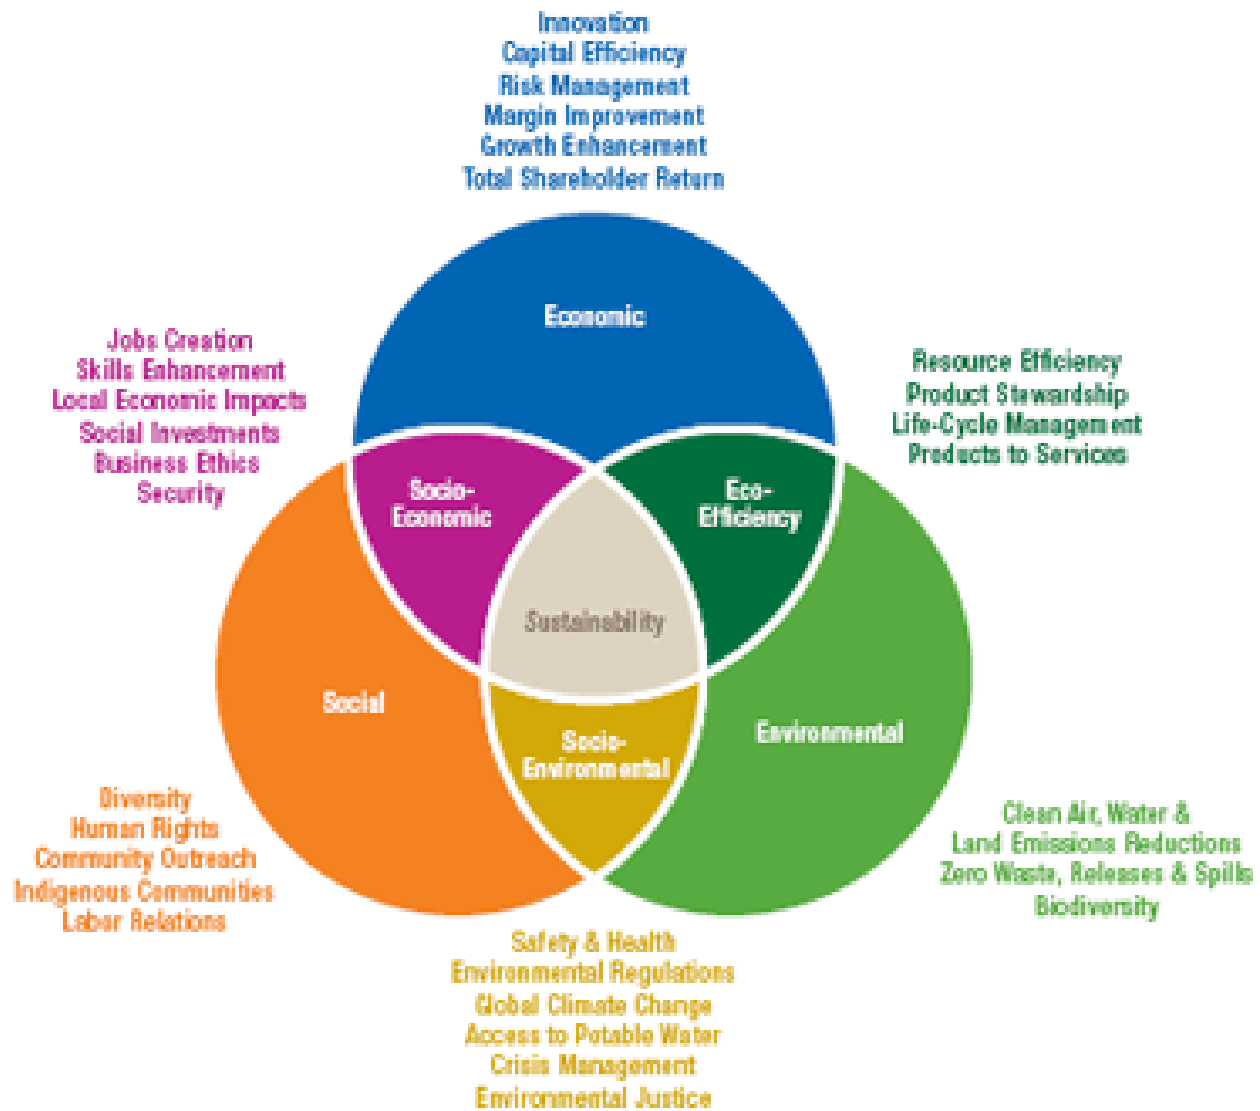 Innovation
Capital Efficiency
Risk Management
Margin Improvement
Growth Enhancement
Total Shareholder Return
Economic
Jobs Creation
Skills Enhancement
Local Economic Impacts
Social Investments
Business Ethics
Security
Resource Efficiency
Product Stewardship
Life-Cycle Management
Products to Services
Socio-
Economic
Eco-
Efficiency
Sustainability
Social
Environmental
Socio-
Environmental
Diversity
Human Rights
Community Outreach
Indigenous Communities
Labor Relations
Clean Air, Water &
Land Emissions Reductions
Zero Waste, Releases & Spills
Biodiversity
Safety & Health
Environmental Regulations
Global Climate Change
Access to Potable Water
Crisis Management
Environmental Justice